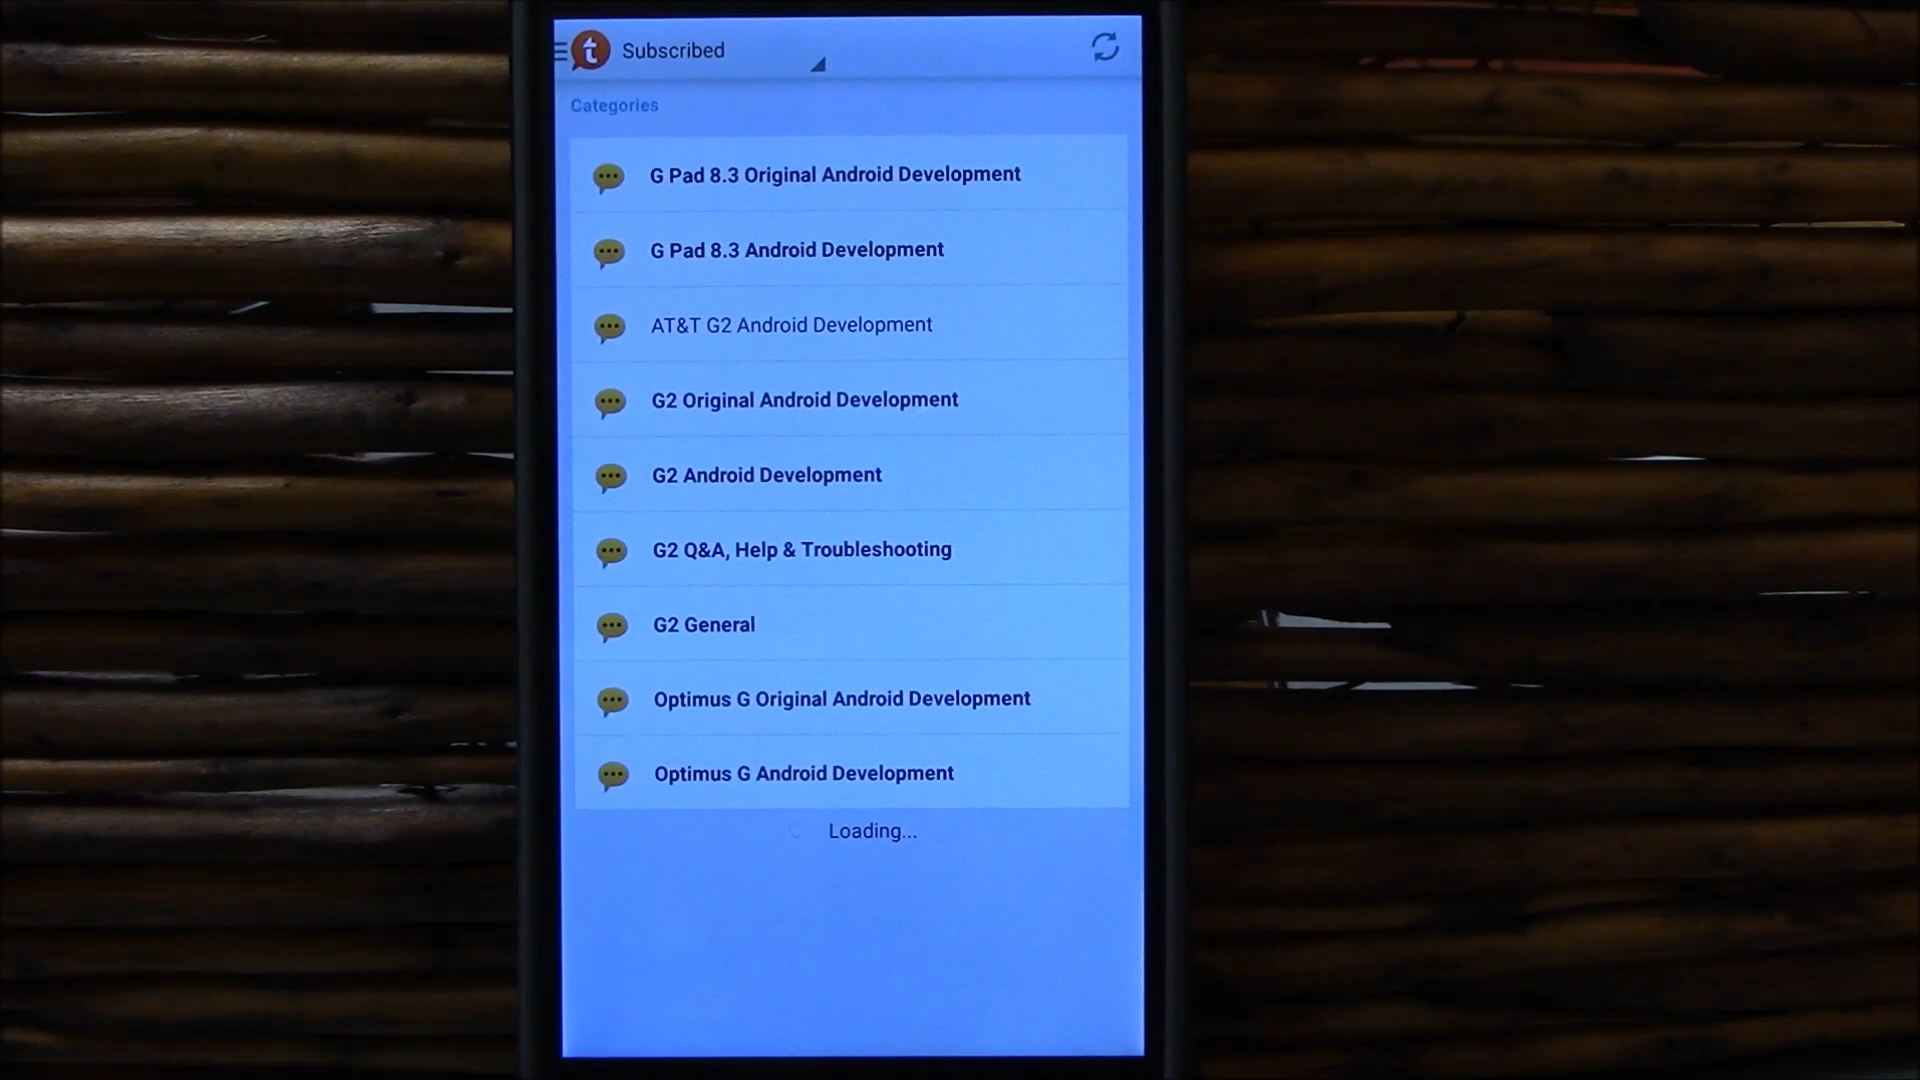 t Subscribed
Categories
G Pad 8.3 Original Android Development
G Pad 8.3 Android Development
AT&T G2 Android Development
G2 Original Android Development
G2 Android Development
G2 Q&A, Help & Troubleshooting
G2 General
Optimus G Original Android Development
Optimus G Android Development
Loading...